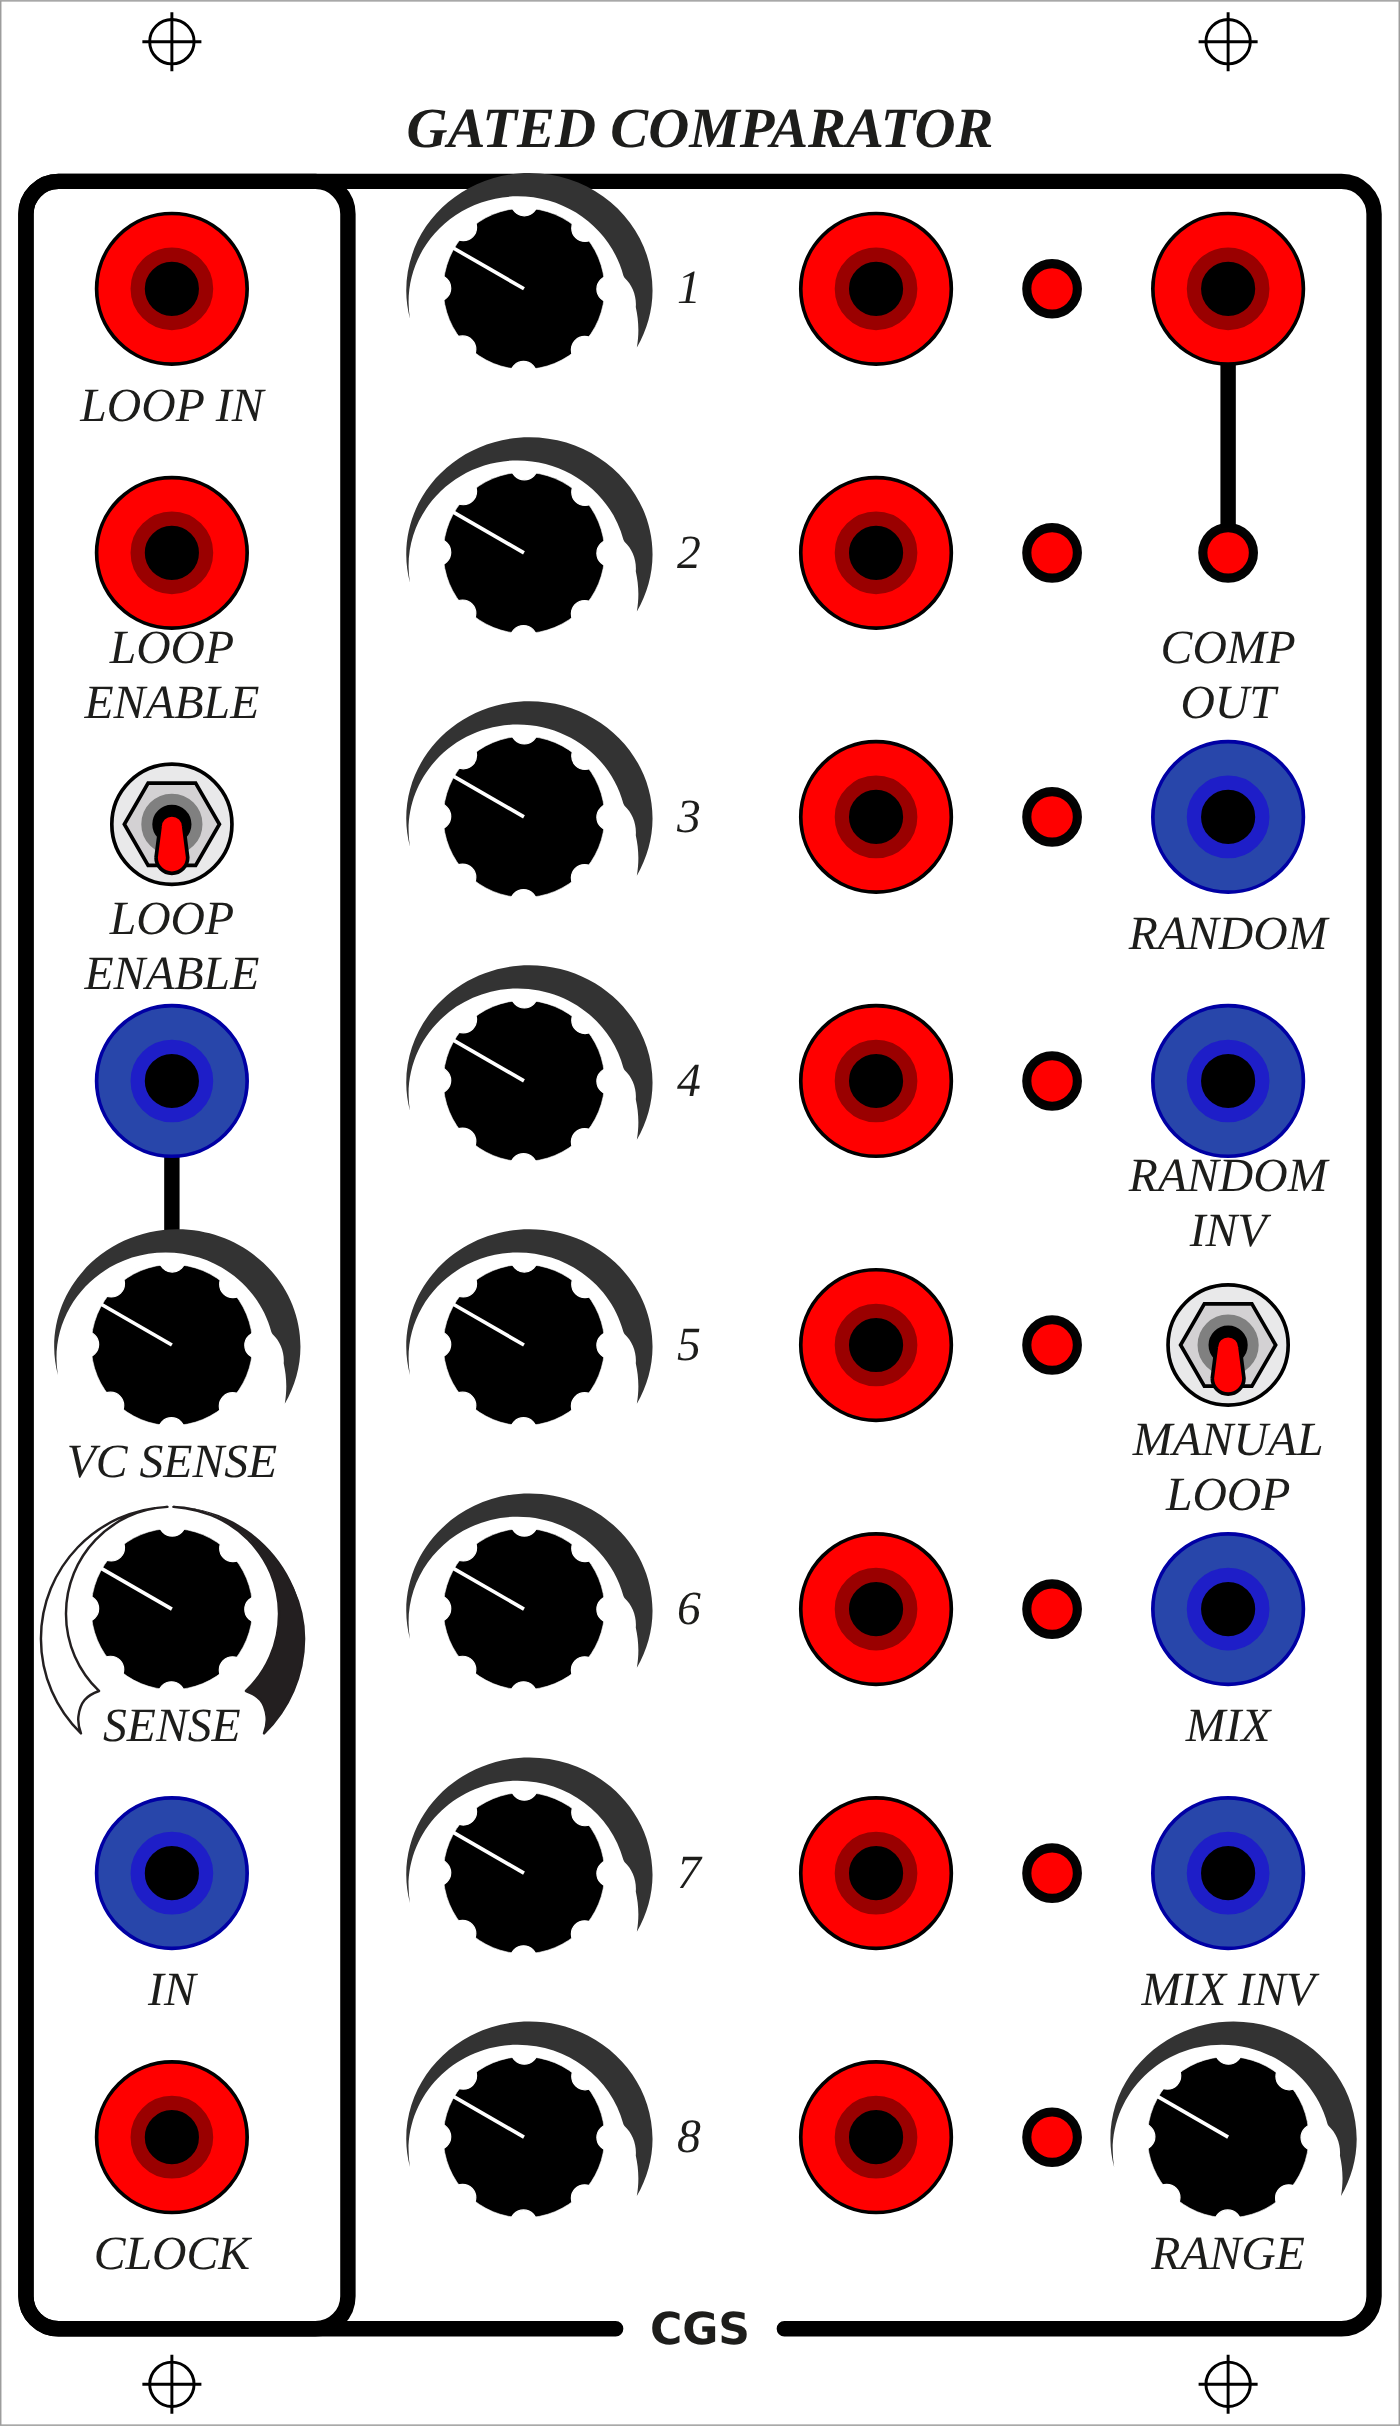 GATED COMPARATOR
LOOP IN
LOOP
ENABLE
LOOP
ENABLE
VC SENSE
SENSE
IN
CLOCK
1
2
3
4
5
6
7
8
COMP
OUT
RANDOM
RANDOM
INV
MANUAL
LOOP
MIX
MIX INV
RANGE
CGS